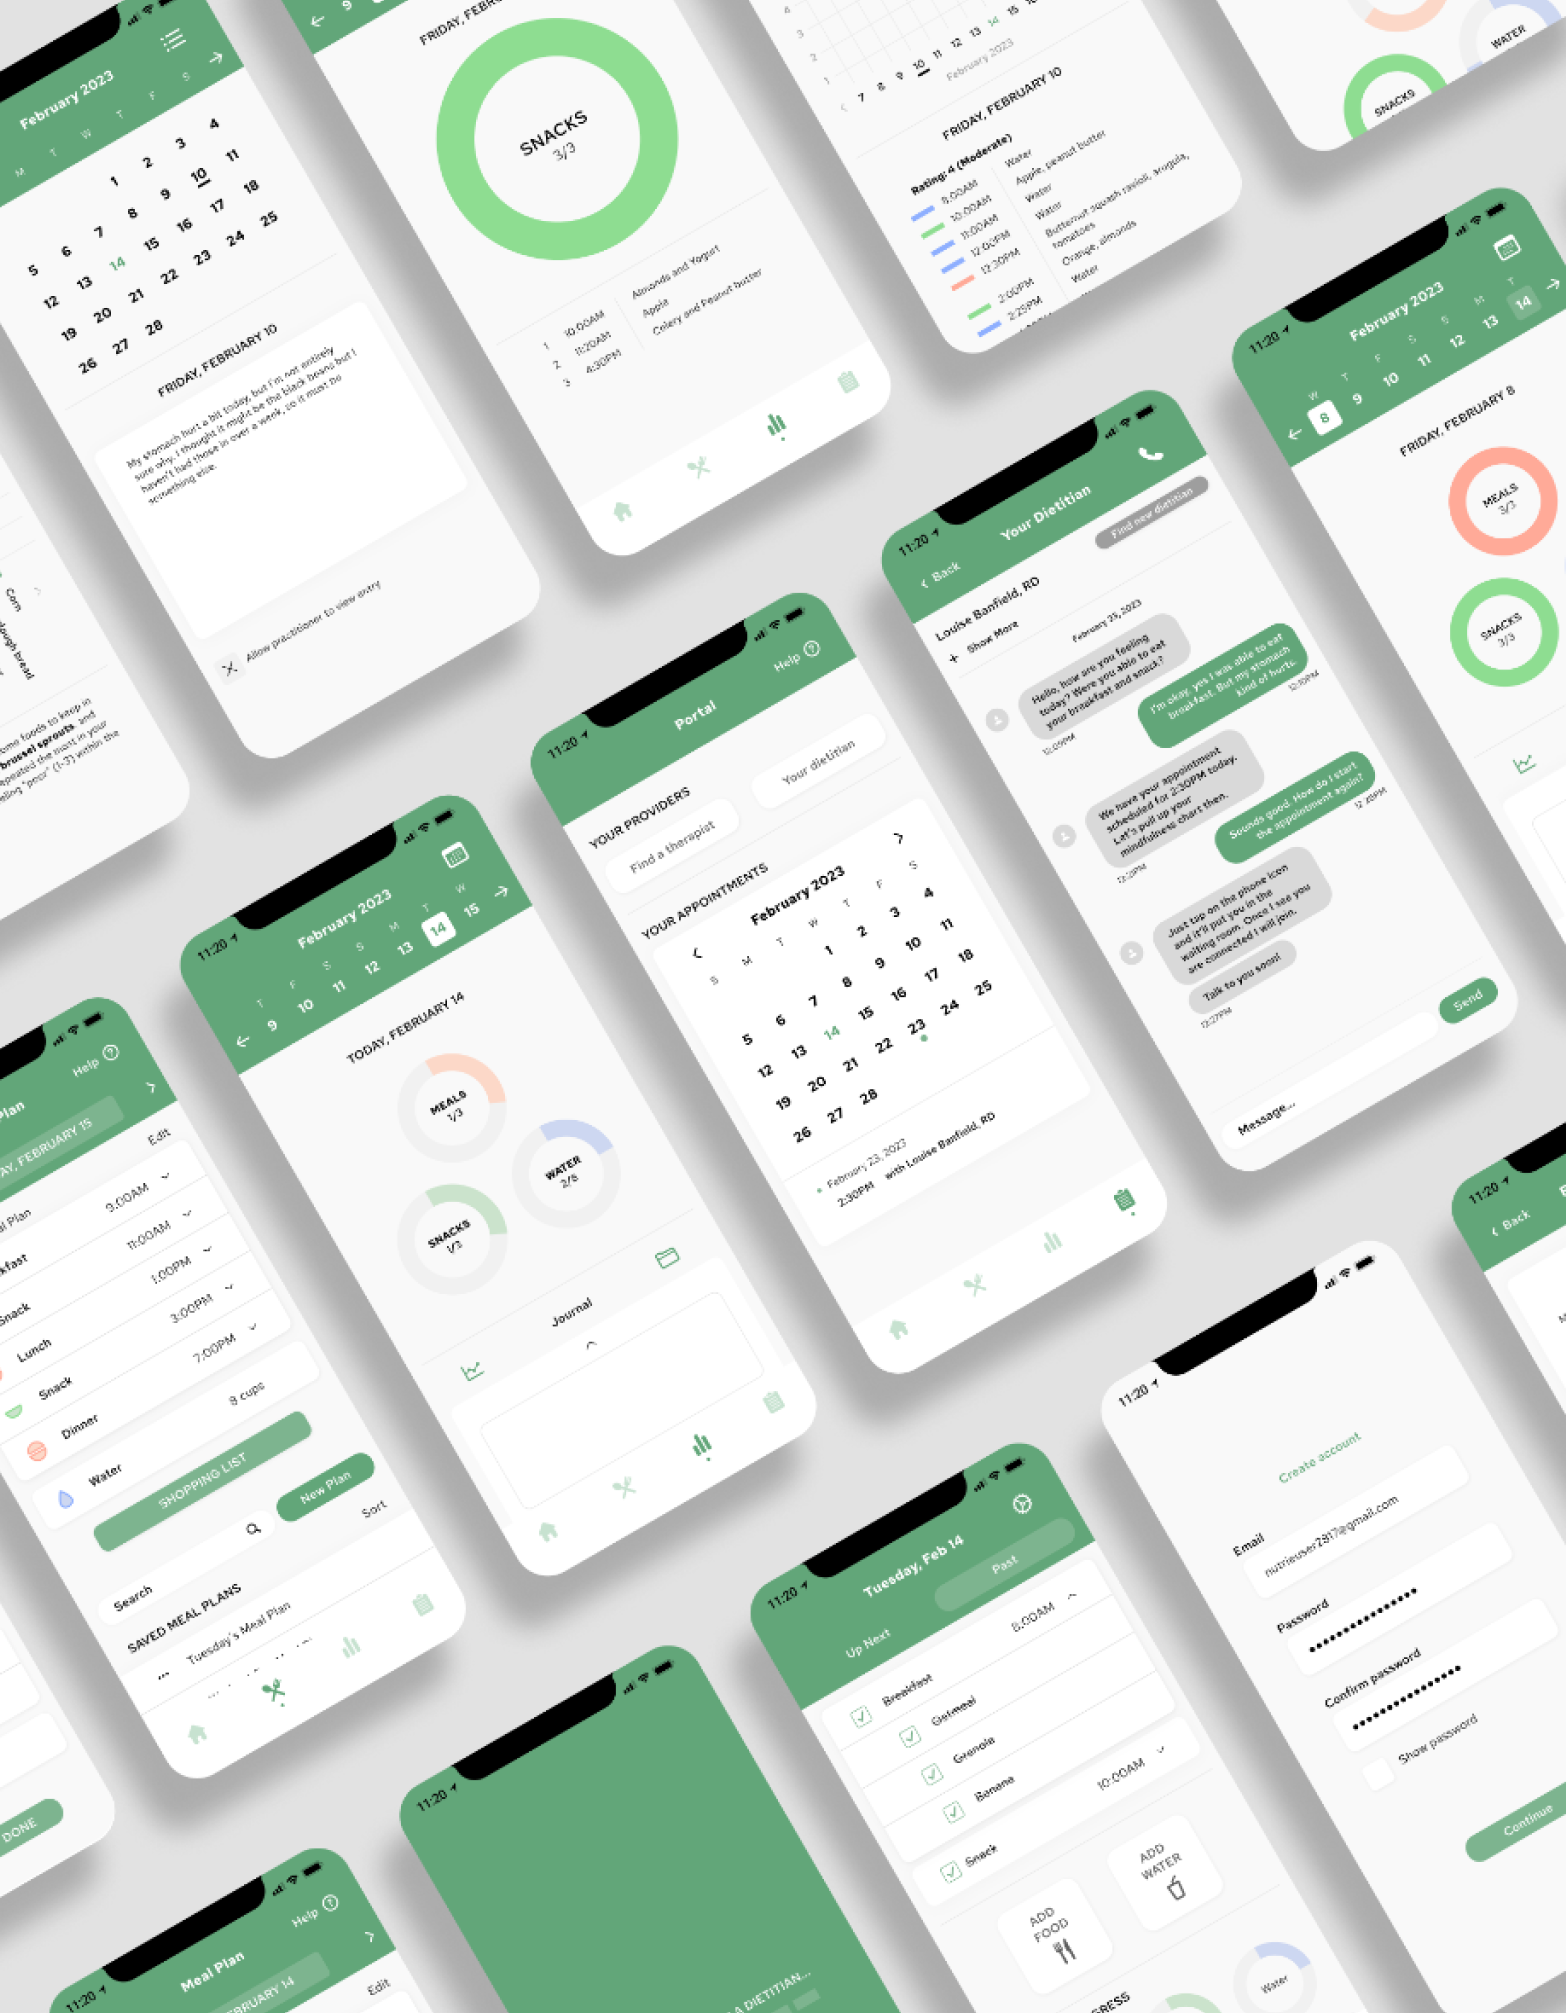 February 2023
M T W T F S
1 2 3 4
5 6 7 8 9 10 11
12 13 14 15 16 17 18
19 20 21 22 23 24 25
26 27 28
FRIDAY, FEBRUARY 10
My stomach hurt a bit today, but I'm not entirely
sure why. I thought it might be the black beans but I
haven't had those in over a week, so it must be
something else.
Allow practitioner to view entry
9
SNACKS
3/3
1 10:00AM Almonds and Yogurt
2 11:20AM Apple
3 4:30PM Celery and Peanut butter
4
3
2
1
7 8 9 10 11 12 13 14 15
February 2023
FRIDAY, FEBRUARY 10
Rating: 4 (Moderate)
8:00AM Water
10:00AM Apple, peanut butter
11:00AM Water
12:00PM Water
12:30PM Butternut squash ravioli, arugula,
tomatoes
2:00PM Orange, almonds
2:25PM Water
WATER
SNACKS
11:20
February 2023
W T F S S M T
8 9 10 11 12 13 14
FRIDAY, FEBRUARY 8
MEALS
3/3
SNACKS
3/3
11:20
Back
Your Dietitian
Find new dietitian
Louise Banfield, RD
+ Show More
February 23, 2023
Hello, how are you feeling
today? Were you able to eat
your breakfast and snack?
12:09PM
I'm okay, yes I was able to eat
breakfast. But my stomach
kind of hurts.
12:10PM
We have your appointment
scheduled for 2:30PM today.
Let's pull up your
mindfulness chart then.
Sounds good. How do I start
the appointment again?
Just tap on the phone icon
and it'll put you in the
waiting room. Once I see you
are connected I will join.
Talk to you soon!
12:27PM
Message...
Send
Corn
dough bread
ome foods to keep in
brussel sprouts, and
epeated the most in your
eling "poor" (1-3) within the
11:20
Portal
Help
YOUR PROVIDERS
Find a therapist
Your dietitian
YOUR APPOINTMENTS
February 2023
S M T W T F S
1 2 3 4
5 6 7 8 9 10 11
12 13 14 15 16 17 18
19 20 21 22 23 24 25
26 27 28
February 23, 2023
2:30PM with Louise Banfield, RD
11:20
February 2023
T F S S M T W
9 10 11 12 13 14 15
TODAY, FEBRUARY 14
MEALS
1/3
WATER
2/8
SNACKS
1/3
Journal
Plan
Help
AY, FEBRUARY 15
al Plan
Edit
kfast 9:00AM
Snack 11:00AM
Lunch 1:00PM
Snack 3:00PM
Dinner 7:00PM
Water 8 cups
SHOPPING LIST
Search
New Plan
SAVED MEAL PLANS
Sort
Tuesday's Meal Plan
DONE
11:20
Meal Plan
Help
BRUARY 14
Edit
11:20
A DIETITIAN...
11:20
Tuesday, Feb 14
Up Next
Past
Breakfast 8:00AM
Oatmeal
Granola
Banana
Snack 10:00AM
ADD
FOOD
ADD
WATER
GRESS
Water
11:20
Create account
Email
nutrieuser2817@gmail.com
Password
Confirm password
Show password
Continue
11:20
Back